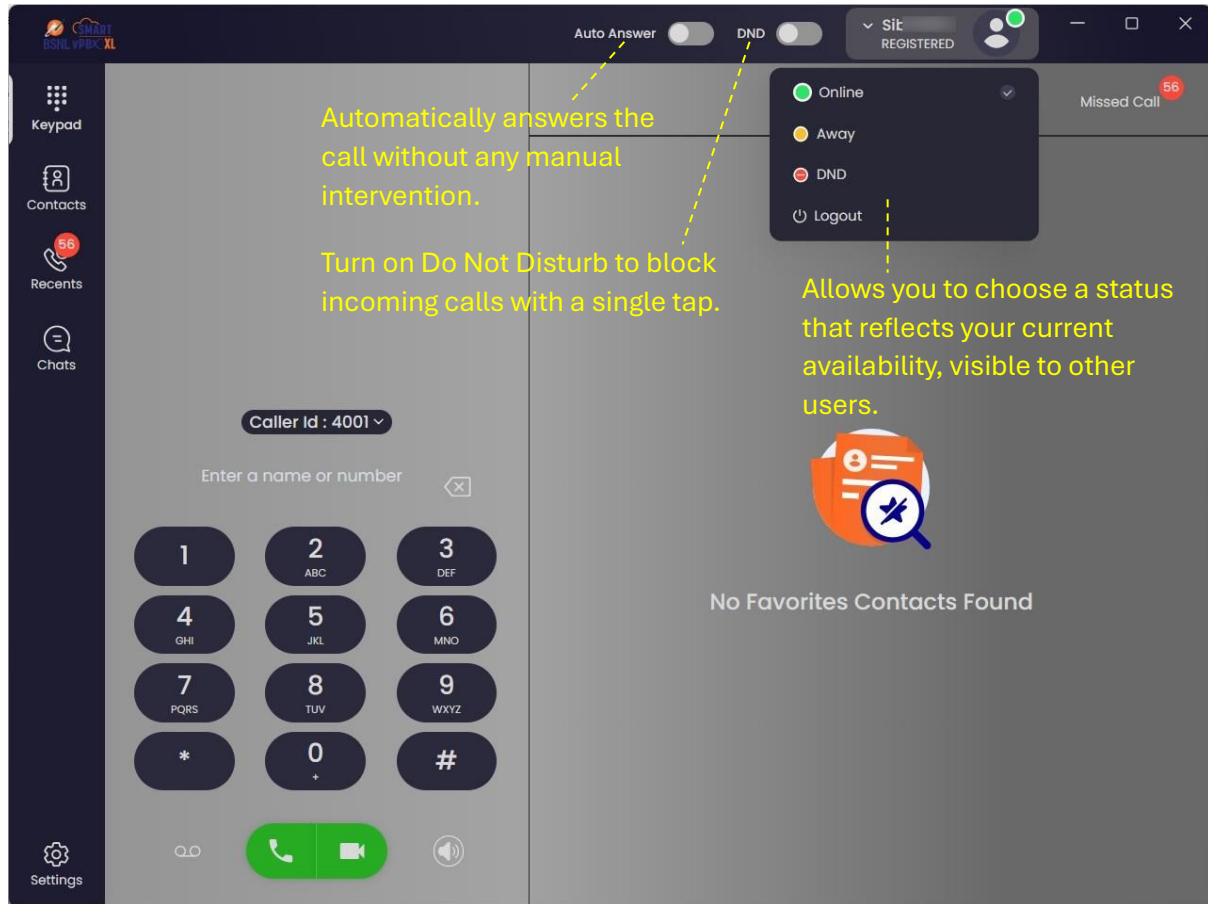 SMART
BSNL vPBX XL
Auto Answer
DND
Sit
REGISTERED
Keypad
Contacts
56
Recents
Chats
Settings
Automatically answers the
call without any manual
intervention.
Turn on Do Not Disturb to block
incoming calls with a single tap.
Online
Away
DND
Logout
Missed Call
56
Allows you to choose a status
that reflects your current
availability, visible to other
users.
Caller Id : 4001
Enter a name or number
1
2
ABC
3
DEF
4
GHI
5
JKL
6
MNO
7
PQRS
8
TUV
9
WXYZ
*
0
+
#
No Favorites Contacts Found